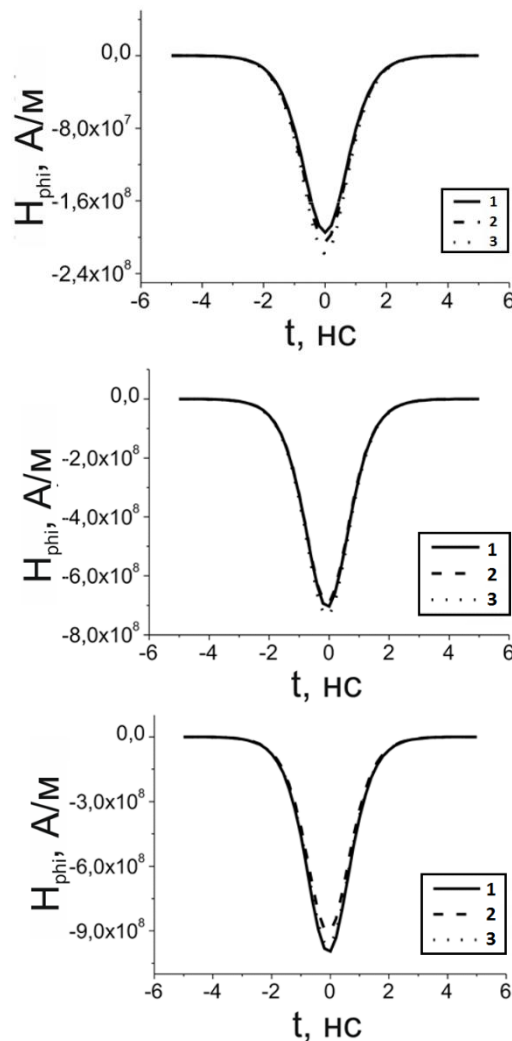 0,0
-8,0x10⁷
-1,6x10⁸
-2,4x10⁸
H_phi, А/м
1
2
3
-6 -4 -2 0 2 4 6
t, нс
0,0
-2,0x10⁸
-4,0x10⁸
-6,0x10⁸
-8,0x10⁸
H_phi, А/м
1
2
3
-6 -4 -2 0 2 4 6
t, нс
0,0
-3,0x10⁸
-6,0x10⁸
-9,0x10⁸
H_phi, А/м
1
2
3
-6 -4 -2 0 2 4 6
t, нс